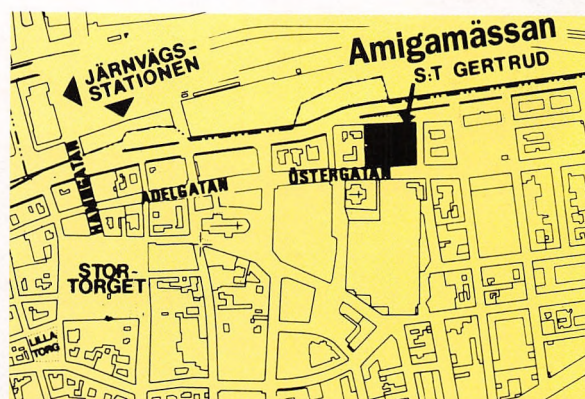 Amigamässan
S:T GERTRUD
JÄRNVÄGS-
STATIONEN
HAMNGATAN
ADELGATAN
ÖSTERGATAN
STOR-
TORGET
LILLA
TORG